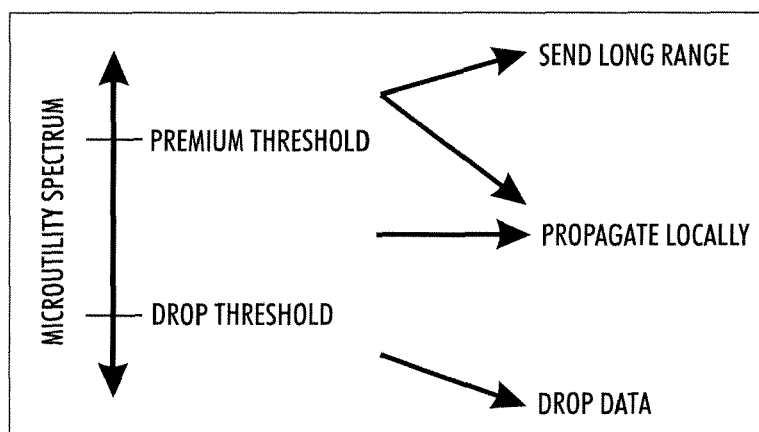 MICROUTILITY SPECTRUM
SEND LONG RANGE
PREMIUM THRESHOLD
PROPAGATE LOCALLY
DROP THRESHOLD
DROP DATA